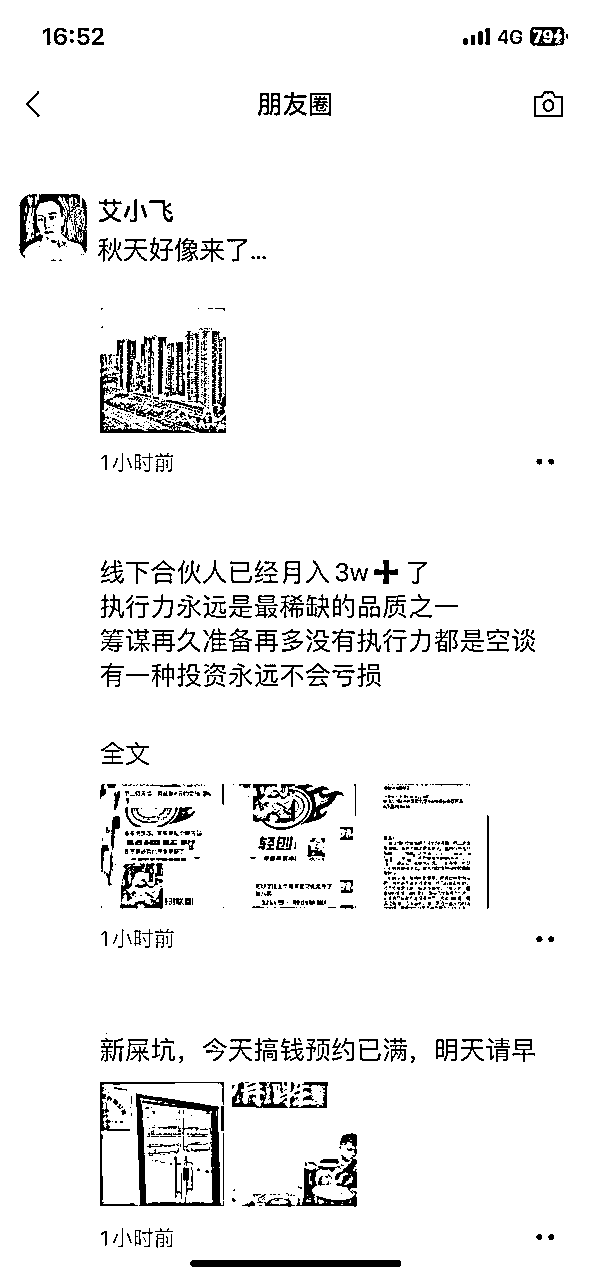 16:52
4G 79
朋友圈
艾小飞
秋天好像来了...
1小时前
线下合伙人已经月入3w➕了
执行力永远是最稀缺的品质之一
筹谋再久准备再多没有执行力都是空谈
有一种投资永远不会亏损
全文
轻创
1小时前
新屎坑，今天搞钱预约已满，明天请早
1小时前